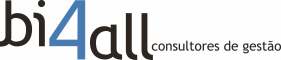 bi4all consultores de gestão